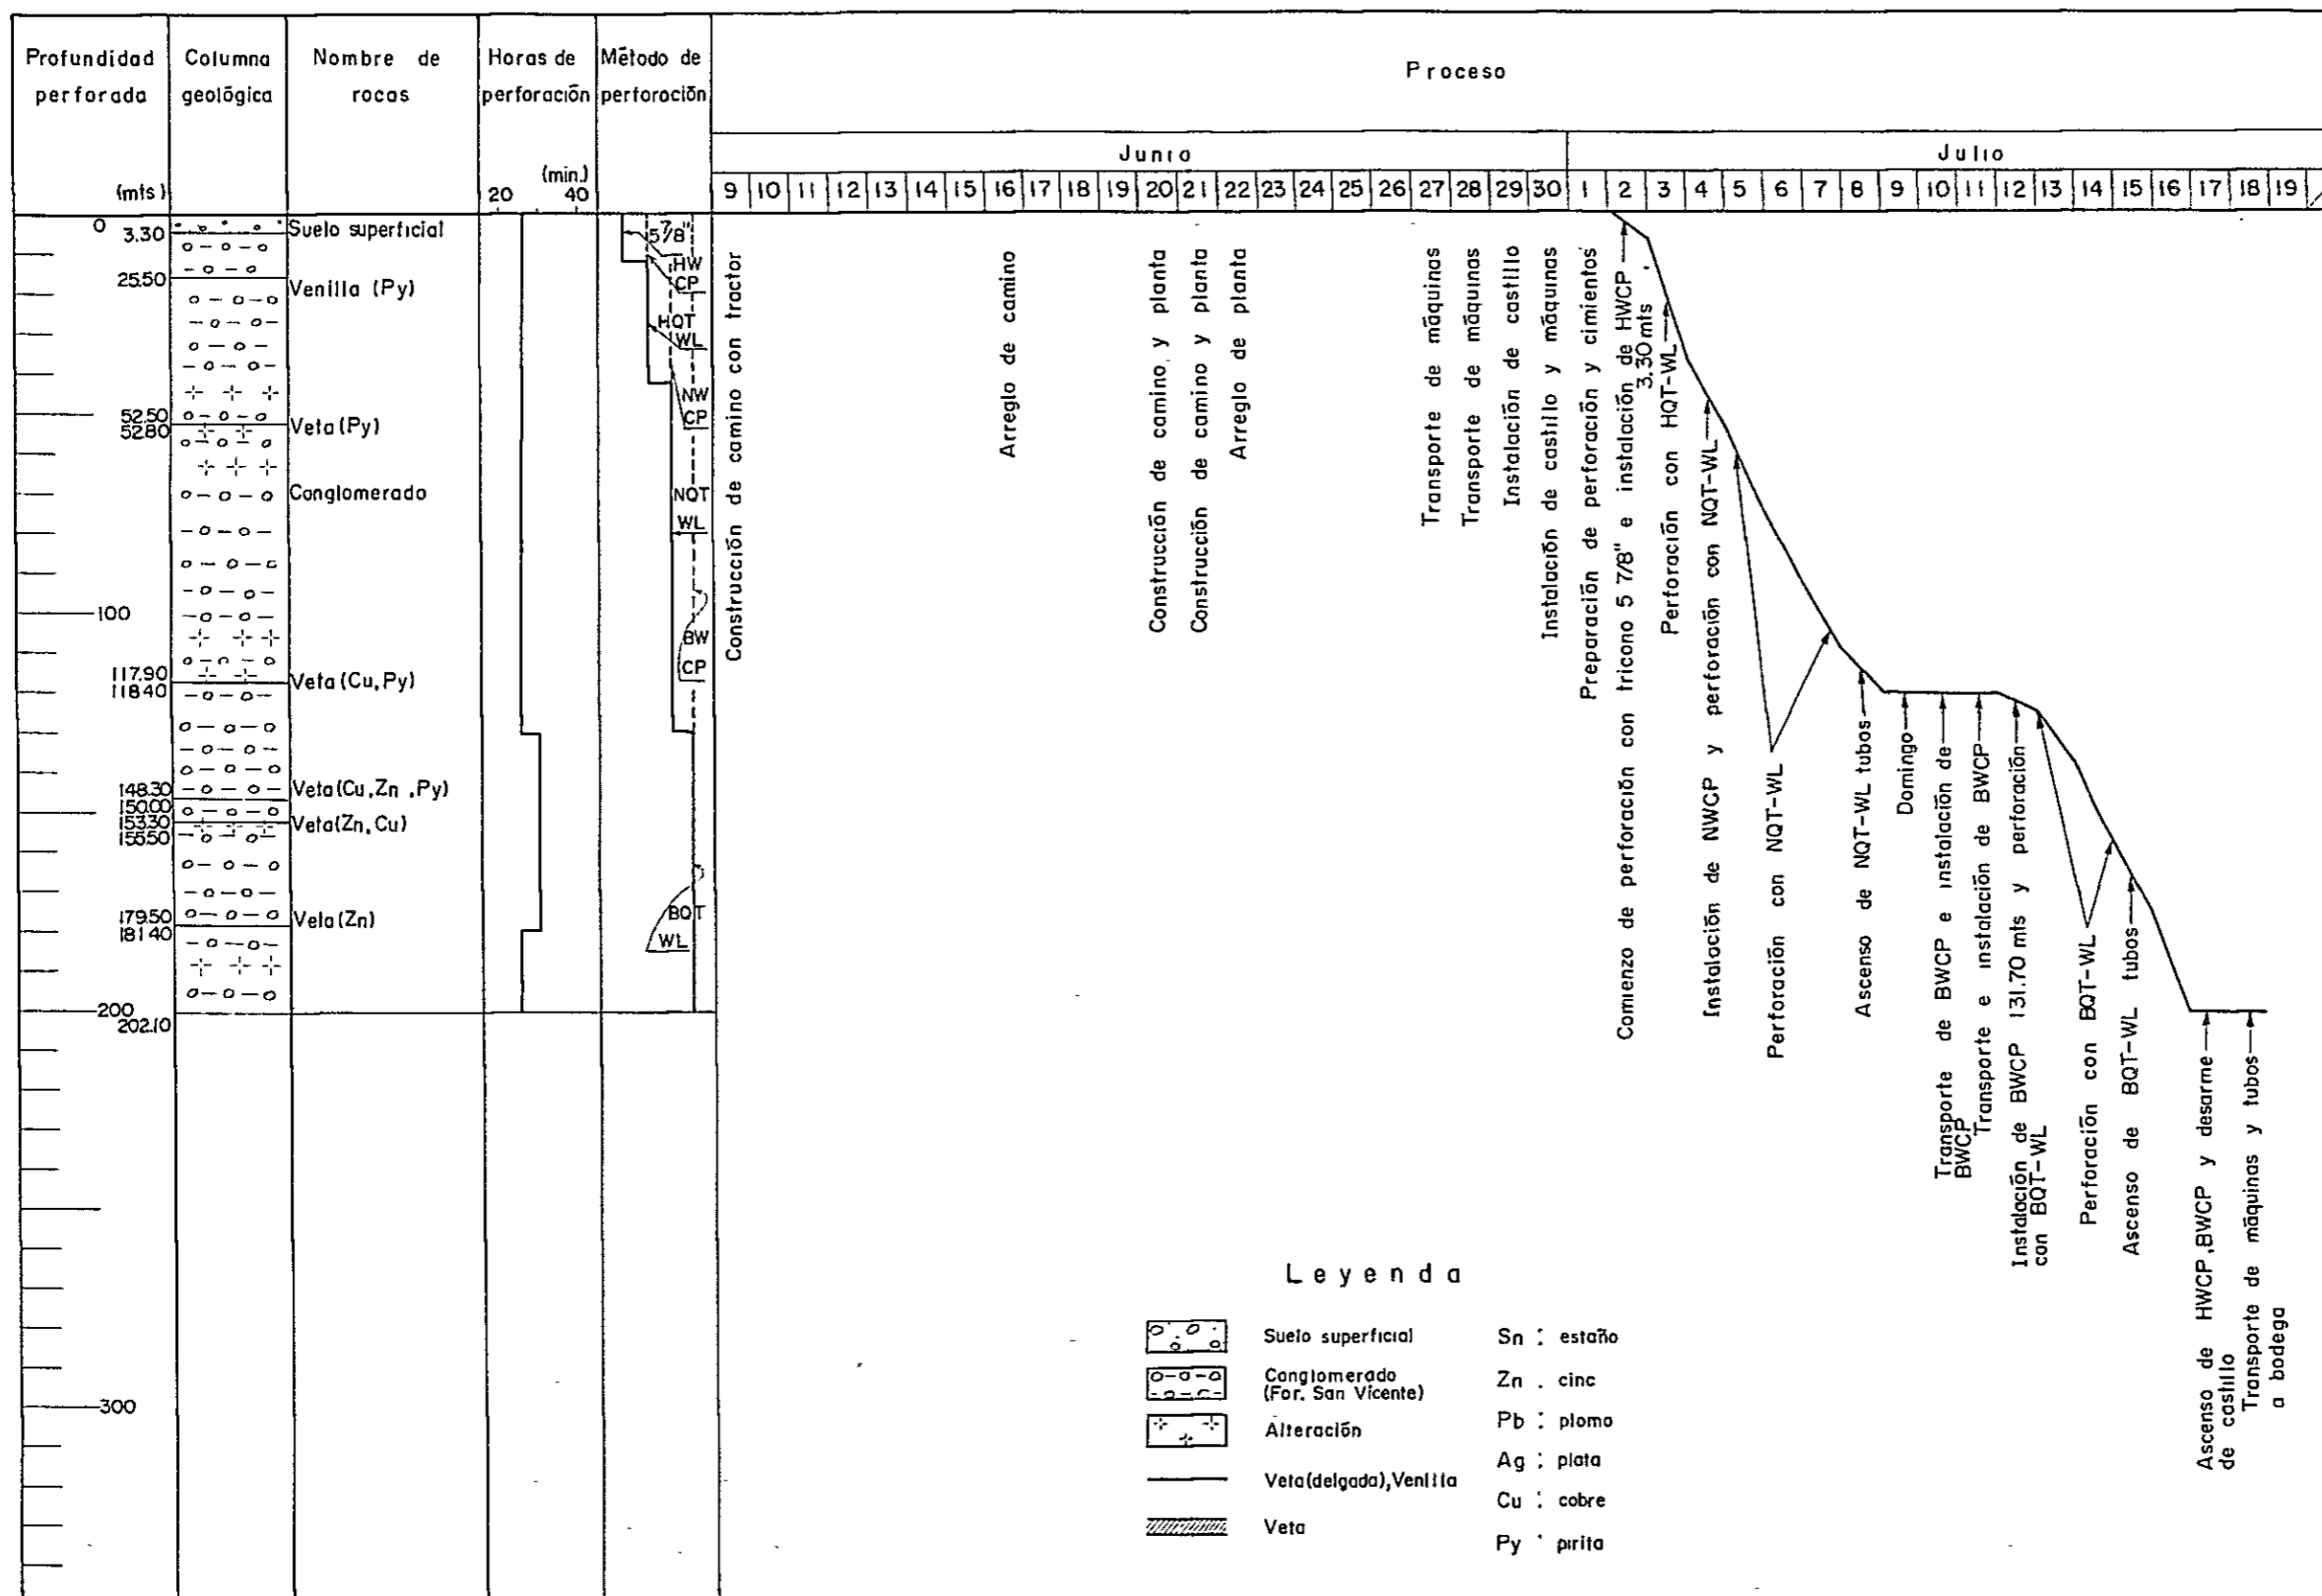 Profundidad
perforada
(mts)
Columna
geológica
Nombre de
rocas
Horas de
perforación
(min.)
20 40
Método de
perforación
Proceso
Junio
Julio
9 10 11 12 13 14 15 16 17 18 19 20 21 22 23 24 25 26 27 28 29 30 1 2 3 4 5 6 7 8 9 10 11 12 13 14 15 16 17 18 19
0
3.30
25.50
52.50
52.80
100
117.90
118.40
148.30
150.00
153.30
155.50
179.50
181.40
200
202.10
300
Suelo superficial
Venilla (Py)
Veta (Py)
Conglomerado
Veta (Cu, Py)
Veta (Cu, Zn, Py)
Veta (Zn, Cu)
Veta (Zn)
5 7/8"
HW
CP
HQT
WL
NW
CP
NQT
WL
BW
CP
BQT
WL
Construcción de camino con tractor
Arreglo de camino
Construcción de camino y planta
Construcción de camino y planta
Arreglo de planta
Transporte de máquinas
Transporte de máquinas
Instalación de castillo
Instalación de castillo y máquinas
Preparación de perforación y cimientos
Comienzo de perforación con tricono 5 7/8" e instalación de HWCP
3.30 mts
Perforación con HQT-WL
Instalación de NWCP y perforación con NQT-WL
Perforación con NQT-WL
Ascenso de NQT-WL tubos
Domingo
Transporte de BWCP e instalación de
BWCP
Transporte e instalación de BWCP
Instalación de BWCP 131.70 mts y perforación
con BQT-WL
Perforación con BQT-WL
Ascenso de BQT-WL tubos
Ascenso de HWCP, BWCP y desarme
de castillo
Transporte de máquinas y tubos
a bodega
Leyenda
Suelo superficial
Conglomerado
(For. San Vicente)
Alteración
Veta (delgada), Venilla
Veta
Sn : estaño
Zn . cinc
Pb : plomo
Ag : plata
Cu : cobre
Py ' pirita